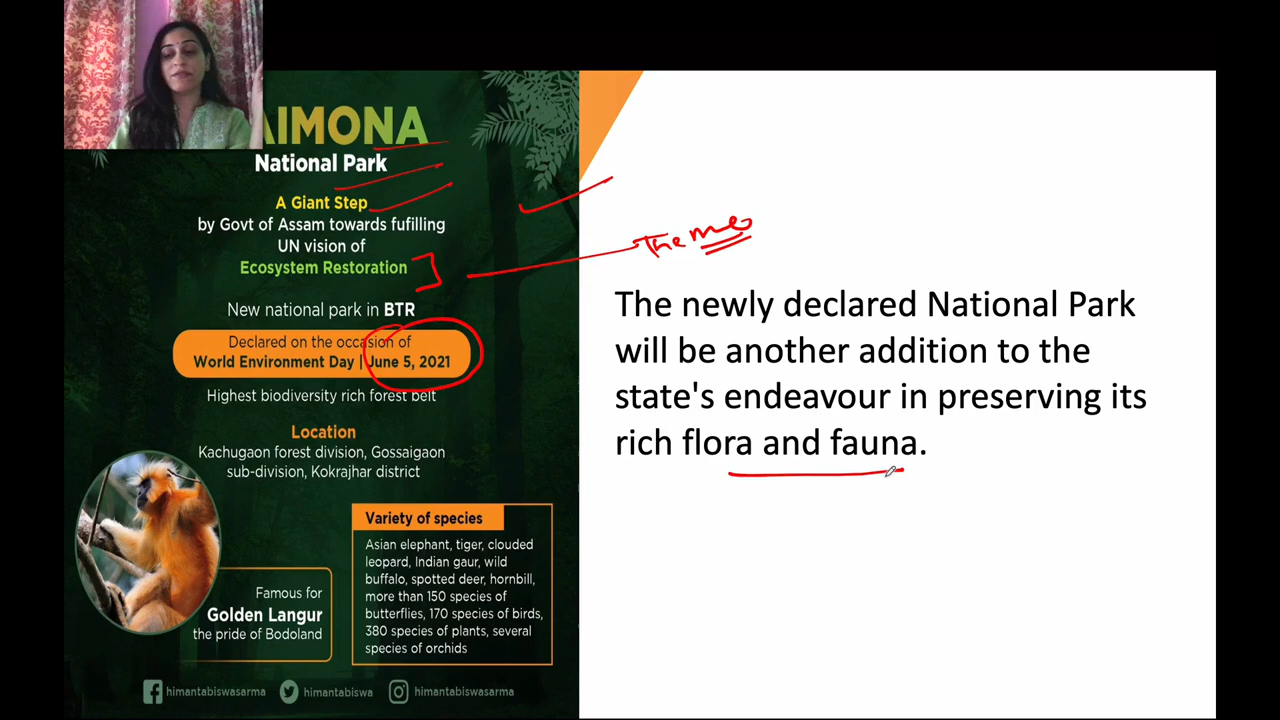 AIMONA
National Park
A Giant Step
by Govt of Assam towards fufilling
UN vision of
Ecosystem Restoration
New national park in BTR
Declared on the occasion of
World Environment Day | June 5, 2021
Highest biodiversity rich forest belt
Location
Kachugaon forest division, Gossaigaon
sub-division, Kokrajhar district
Famous for
Golden Langur
the pride of Bodoland
Variety of species
Asian elephant, tiger, clouded
leopard, Indian gaur, wild
buffalo, spotted deer, hornbill,
more than 150 species of
butterflies, 170 species of birds,
380 species of plants, several
species of orchids
himantabiswasarma
himantabiswa
himantabiswasarma
Theme
The newly declared National Park
will be another addition to the
state's endeavour in preserving its
rich flora and fauna.